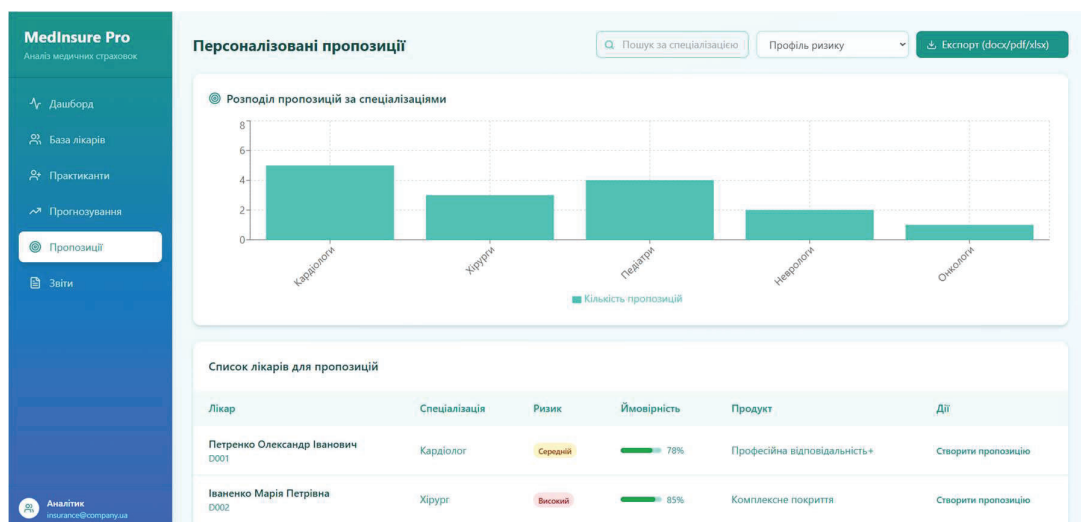 MedInsure Pro
Аналіз медичних страховок
Дашборд
База лікарів
Практиканти
Прогнозування
Пропозиції
Звіти
Аналітик
insurance@company.ua
Персоналізовані пропозиції
Пошук за спеціалізацією
Профіль ризику
Експорт (docx/pdf/xlsx)
Розподіл пропозицій за спеціалізаціями
8
6
4
2
0
Кардіологи
Хірурги
Педіатри
Неврологи
Онкологи
Кількість пропозицій
Список лікарів для пропозицій
Лікар Спеціалізація Ризик Ймовірність Продукт Дії
Петренко Олександр Іванович
D001
Кардіолог Середній 78% Професійна відповідальність+ Створити пропозицію
Іваненко Марія Петрівна
D002
Хірург Високий 85% Комплексне покриття Створити пропозицію